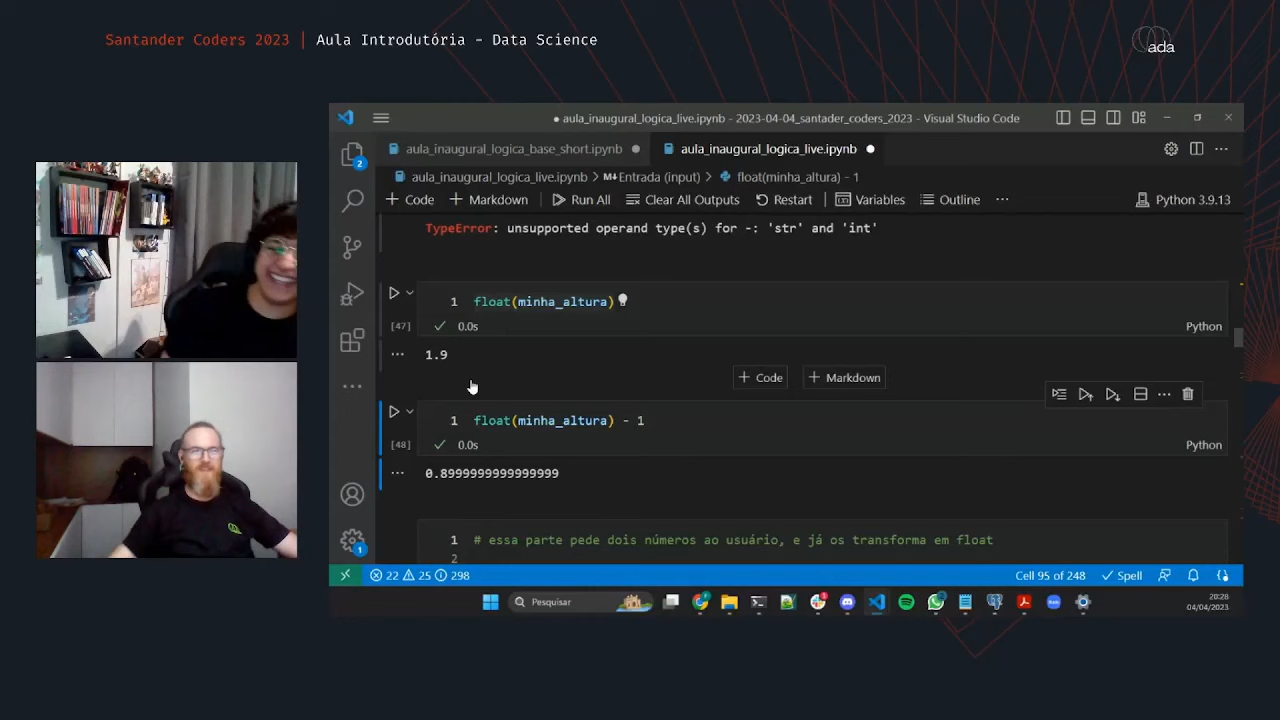 Santander Coders 2023 | Aula Introdutória - Data Science
ada
● aula_inaugural_logica_live.ipynb - 2023-04-04_santader_coders_2023 - Visual Studio Code
2
aula_inaugural_logica_base_short.ipynb ●
aula_inaugural_logica_live.ipynb ●
aula_inaugural_logica_live.ipynb > M↓Entrada (input) > float(minha_altura) - 1
+ Code + Markdown Run All Clear All Outputs Restart Variables Outline ... Python 3.9.13
TypeError: unsupported operand type(s) for -: 'str' and 'int'
1 float(minha_altura)
[47] ✓ 0.0s Python
... 1.9
+ Code + Markdown
1 float(minha_altura) - 1
[48] ✓ 0.0s Python
... 0.8999999999999999
1 # essa parte pede dois números ao usuário, e já os transforma em float
2
1
22 25 298 Cell 95 of 248 ✓ Spell
Pesquisar
20:28
04/04/2023